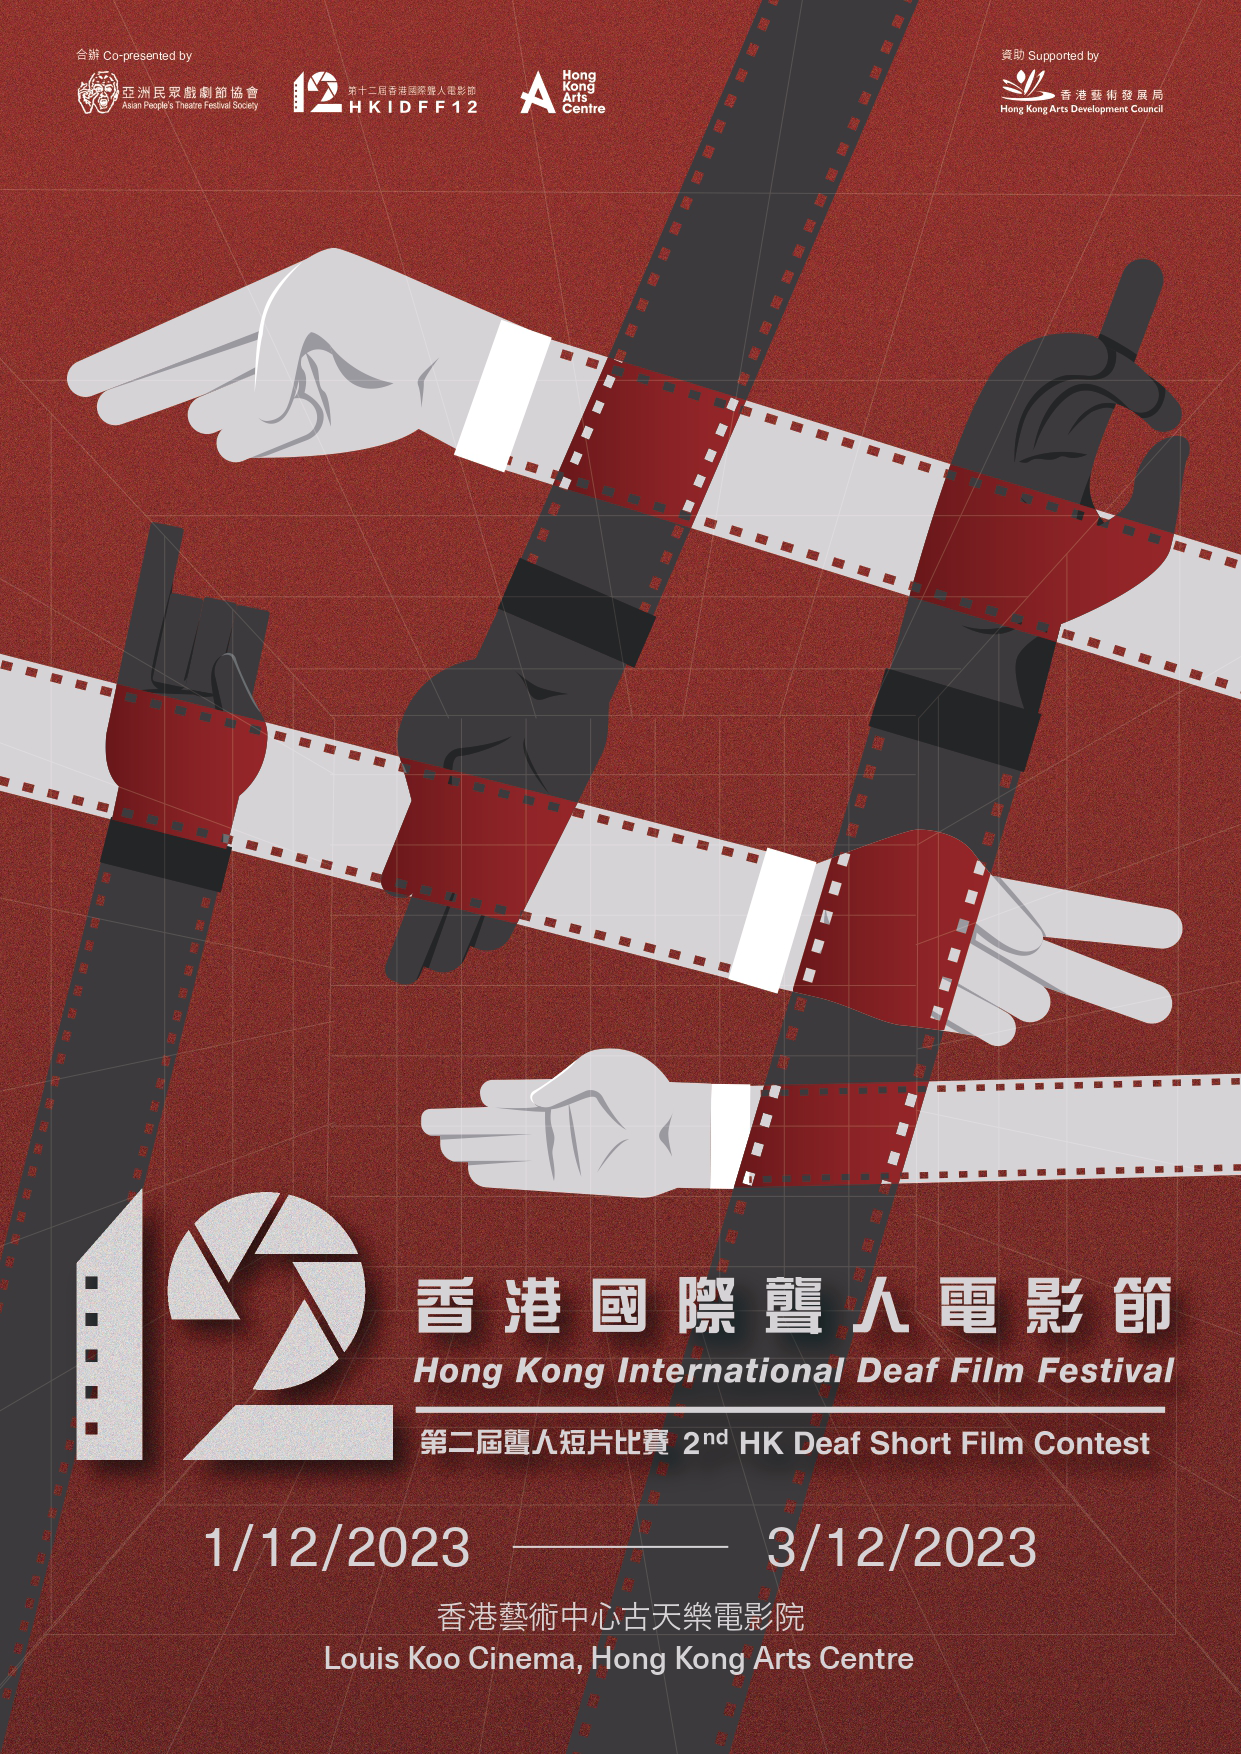 合辦 Co-presented by
資助 Supported by
亞洲民眾戲劇節協會
Asian People's Theatre Festival Society
第十二屆香港國際聾人電影節
12 HKIDFF12
Hong
Kong
Arts
Centre
香港藝術發展局
Hong Kong Arts Development Council
12
香港國際聾人電影節
Hong Kong International Deaf Film Festival
第二屆聾人短片比賽 2nd HK Deaf Short Film Contest
1/12/2023 — 3/12/2023
香港藝術中心古天樂電影院
Louis Koo Cinema, Hong Kong Arts Centre